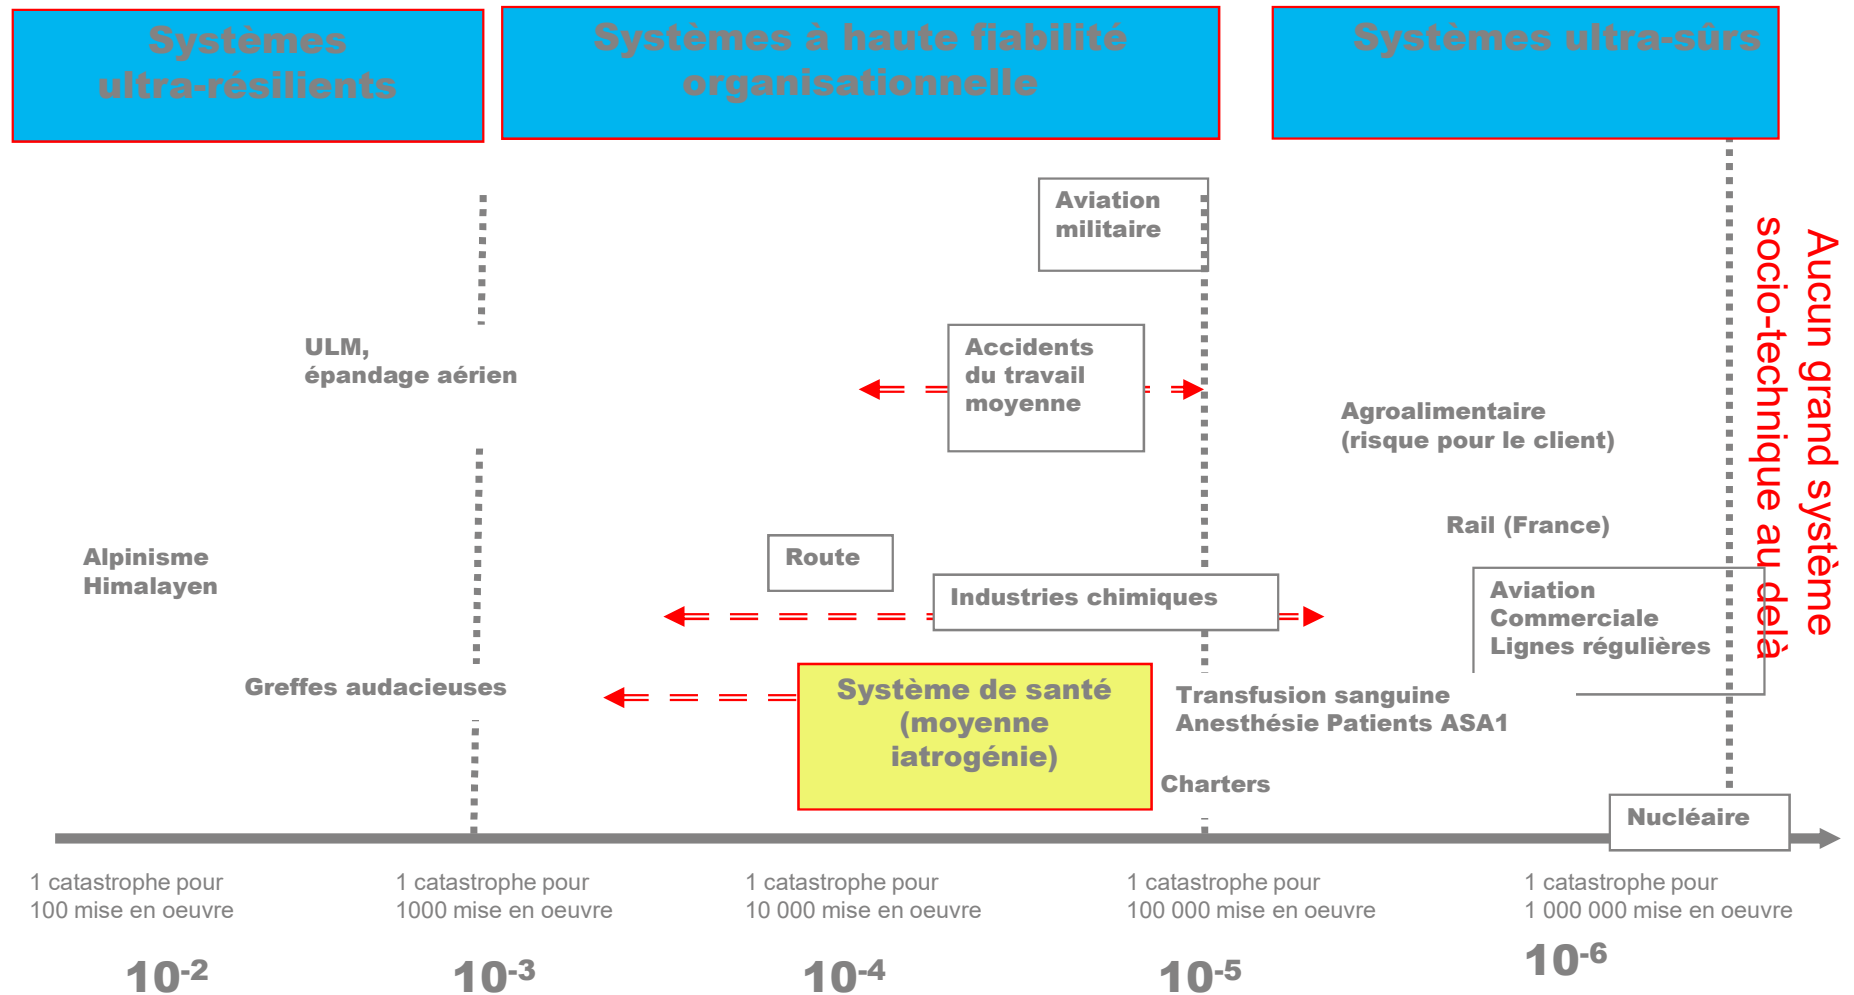 Systèmes
ultra-résilients
Systèmes à haute fiabilité
organisationnelle
Systèmes ultra-sûrs
Aviation
militaire
ULM,
épandage aérien
Accidents
du travail
moyenne
Agroalimentaire
(risque pour le client)
Aucun grand système
socio-technique au delà
Rail (France)
Alpinisme
Himalayen
Route
Industries chimiques
Aviation
Commerciale
Lignes régulières
Greffes audacieuses
Système de santé
(moyenne
iatrogénie)
Transfusion sanguine
Anesthésie Patients ASA1
Charters
Nucléaire
1 catastrophe pour
100 mise en oeuvre
1 catastrophe pour
1000 mise en oeuvre
1 catastrophe pour
10 000 mise en oeuvre
1 catastrophe pour
100 000 mise en oeuvre
1 catastrophe pour
1 000 000 mise en oeuvre
10-2
10-3
10-4
10-5
10-6